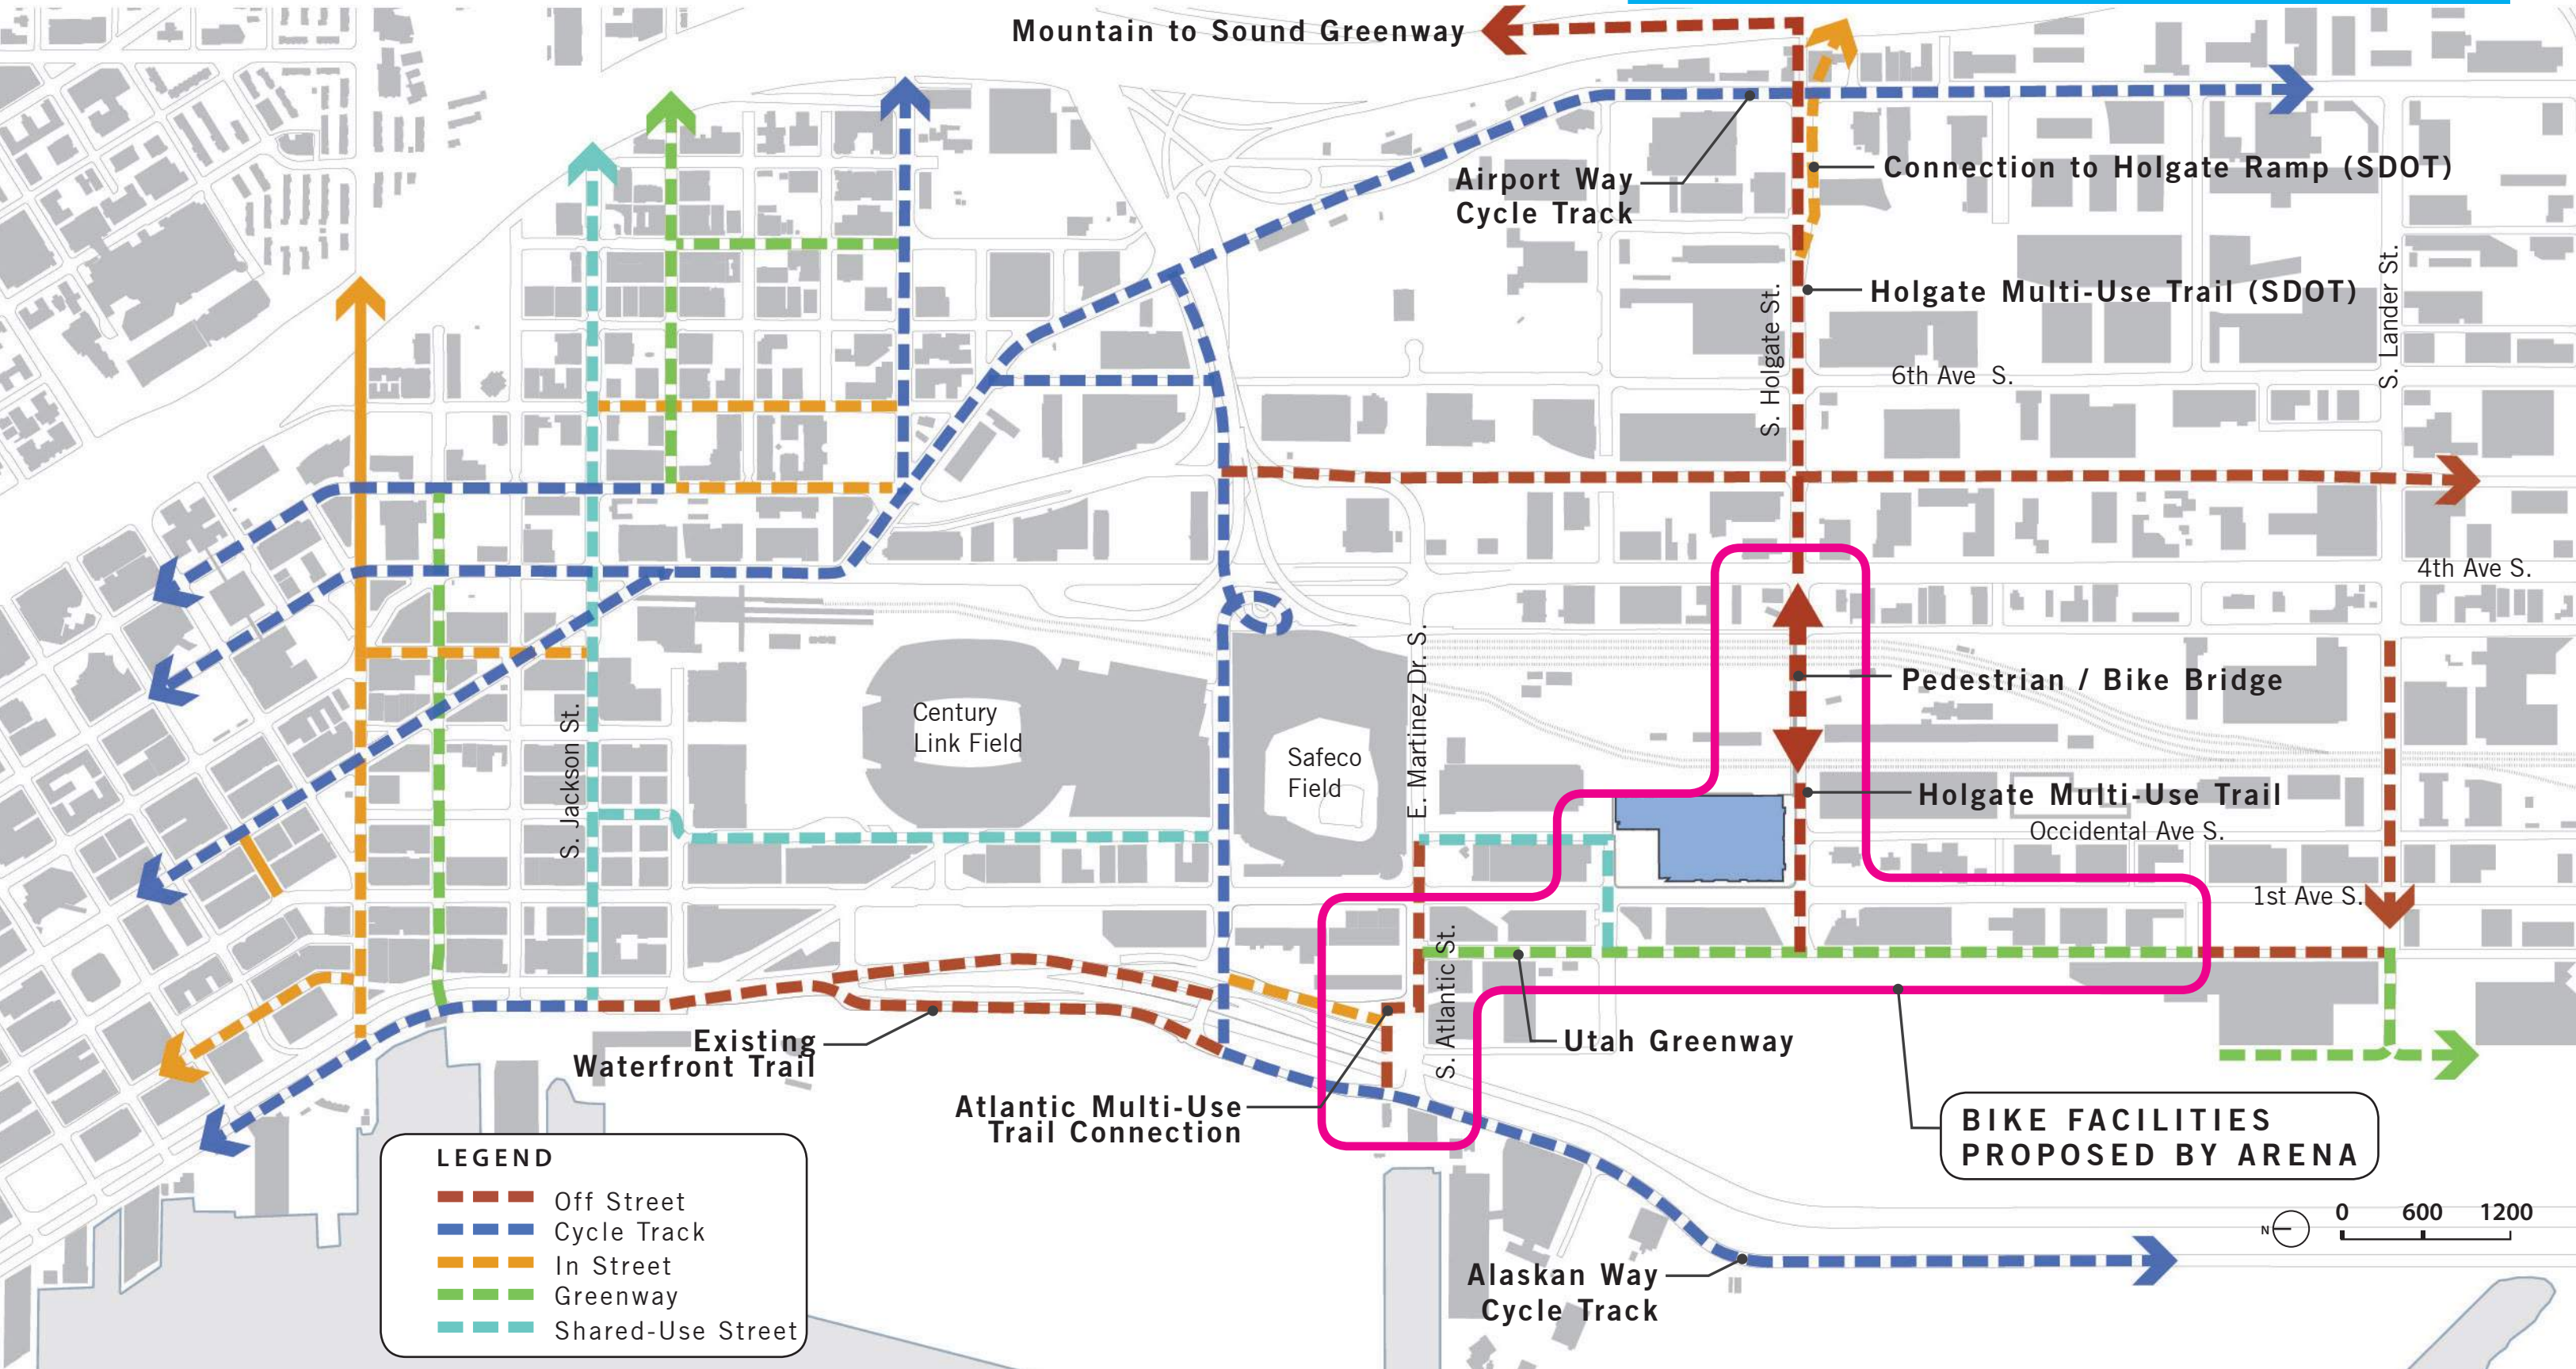 Mountain to Sound Greenway
Airport Way
Cycle Track
Connection to Holgate Ramp (SDOT)
Holgate Multi-Use Trail (SDOT)
S. Holgate St.
S. Lander St.
6th Ave S.
4th Ave S.
Pedestrian / Bike Bridge
Century
Link Field
Safeco
Field
E. Martinez Dr. S.
S. Jackson St.
Holgate Multi-Use Trail
Occidental Ave S.
1st Ave S.
S. Atlantic St.
Existing
Waterfront Trail
Utah Greenway
Atlantic Multi-Use
Trail Connection
BIKE FACILITIES
PROPOSED BY ARENA
LEGEND
Off Street
Cycle Track
In Street
Greenway
Shared-Use Street
Alaskan Way
Cycle Track
N
0 600 1200